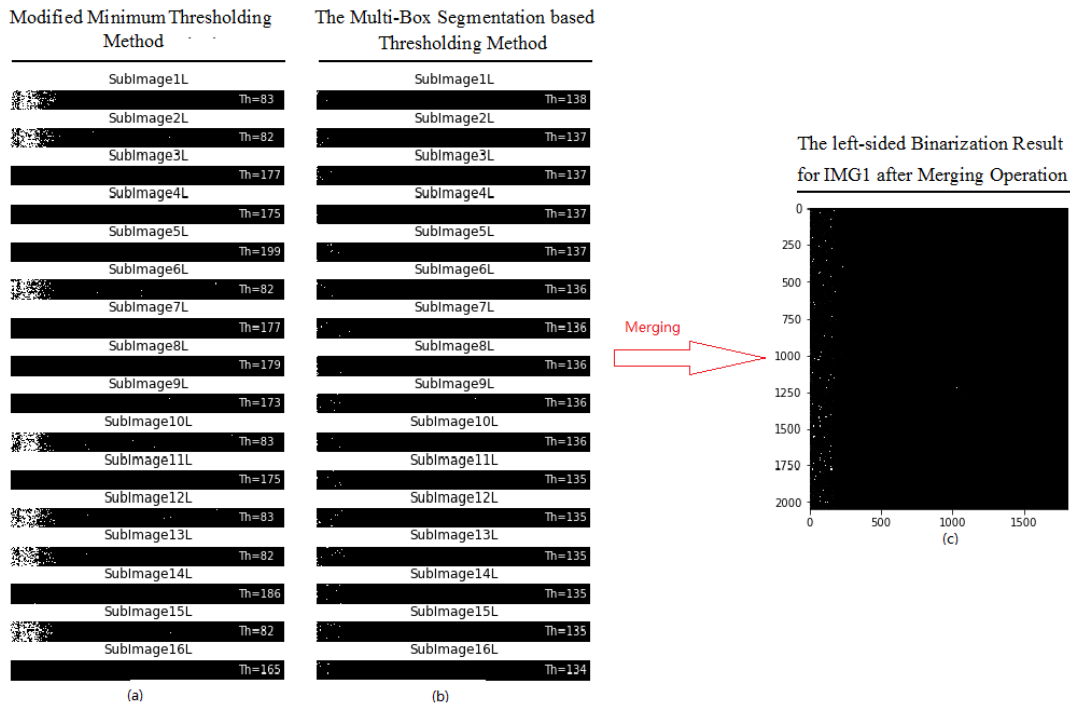 Modified Minimum Thresholding
Method
SubImage1L
Th=83
SubImage2L
Th=82
SubImage3L
Th=177
SubImage4L
Th=175
SubImage5L
Th=199
SubImage6L
Th=82
SubImage7L
Th=177
SubImage8L
Th=179
SubImage9L
Th=173
SubImage10L
Th=83
SubImage11L
Th=175
SubImage12L
Th=83
SubImage13L
Th=82
SubImage14L
Th=186
SubImage15L
Th=82
SubImage16L
Th=165
(a)
The Multi-Box Segmentation based
Thresholding Method
SubImage1L
Th=138
SubImage2L
Th=137
SubImage3L
Th=137
SubImage4L
Th=137
SubImage5L
Th=137
SubImage6L
Th=136
SubImage7L
Th=136
SubImage8L
Th=136
SubImage9L
Th=136
SubImage10L
Th=136
SubImage11L
Th=135
SubImage12L
Th=135
SubImage13L
Th=135
SubImage14L
Th=135
SubImage15L
Th=135
SubImage16L
Th=134
(b)
Merging
The left-sided Binarization Result
for IMG1 after Merging Operation
0
250
500
750
1000
1250
1500
1750
2000
0 500 1000 1500
(c)